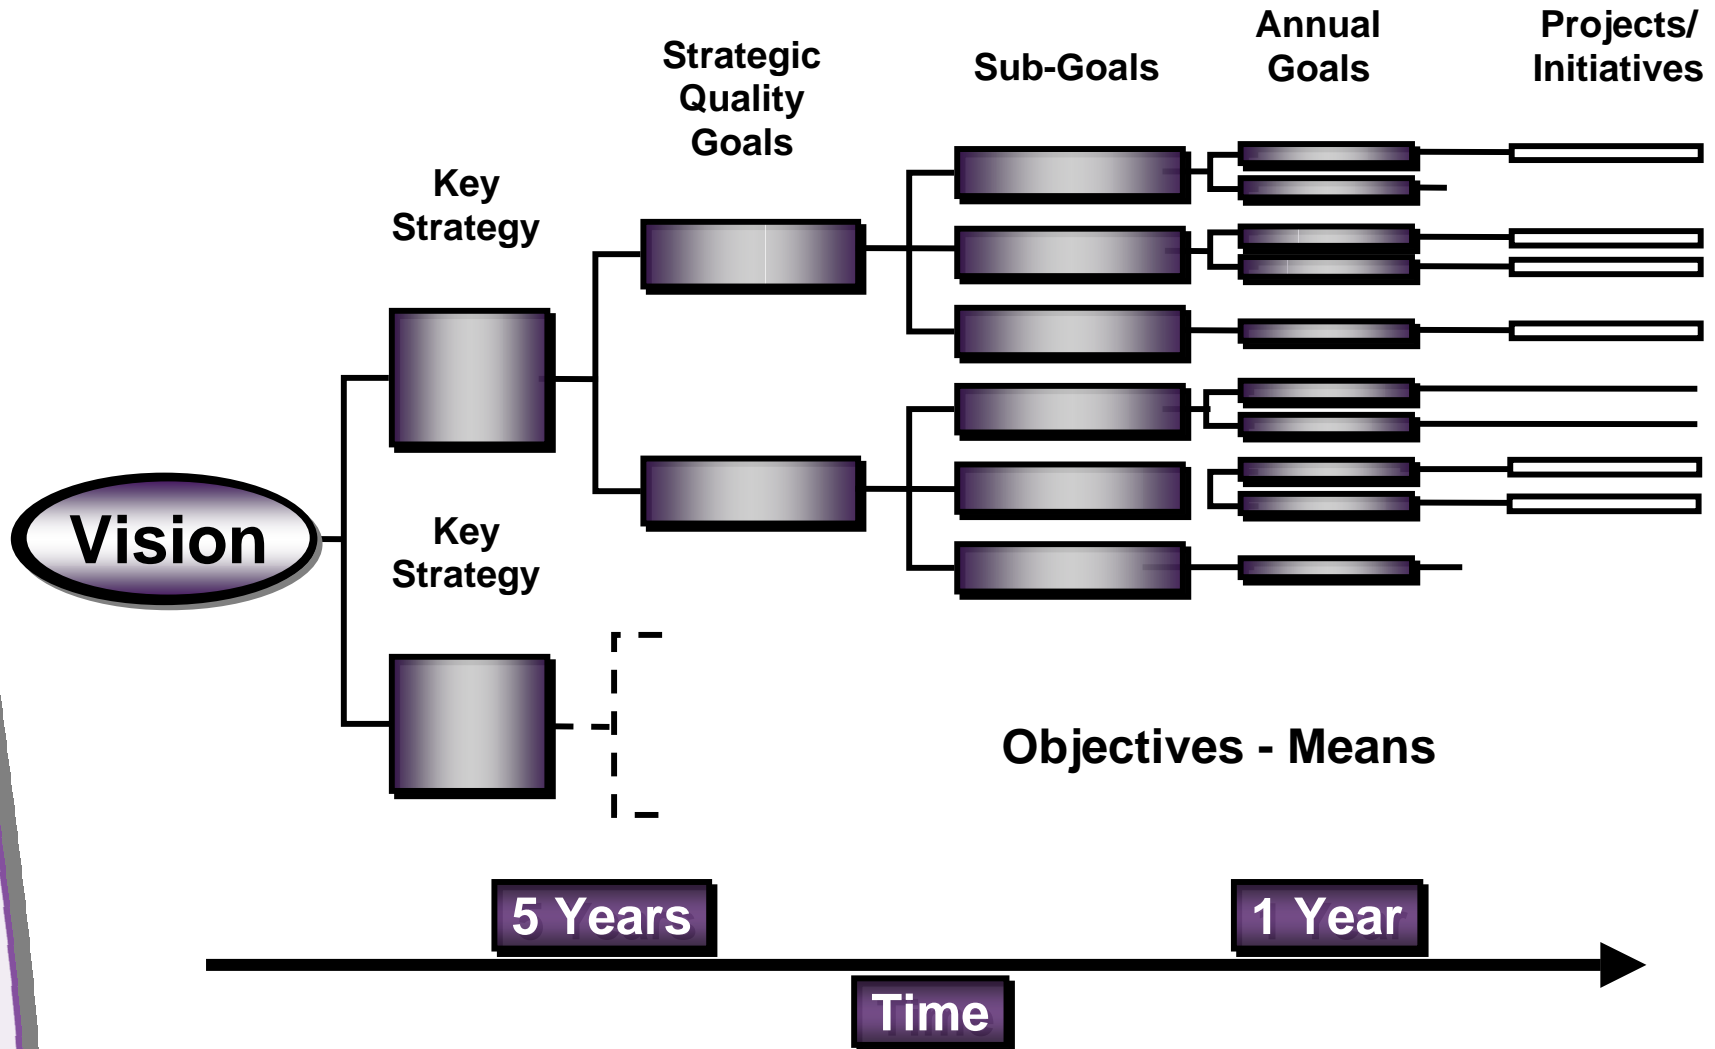 Annual
Goals
Projects/
Initiatives
Strategic
Quality
Goals
Sub-Goals
Key
Strategy
Vision
Key
Strategy
Objectives - Means
5 Years
1 Year
Time